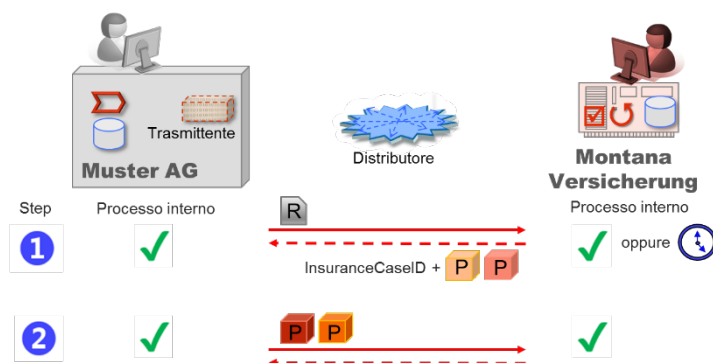 Trasmittente
Muster AG
Distributore
Montana
Versicherung
Step
Processo interno
R
Processo interno
1
oppure
InsuranceCaseID + P P
2
P P